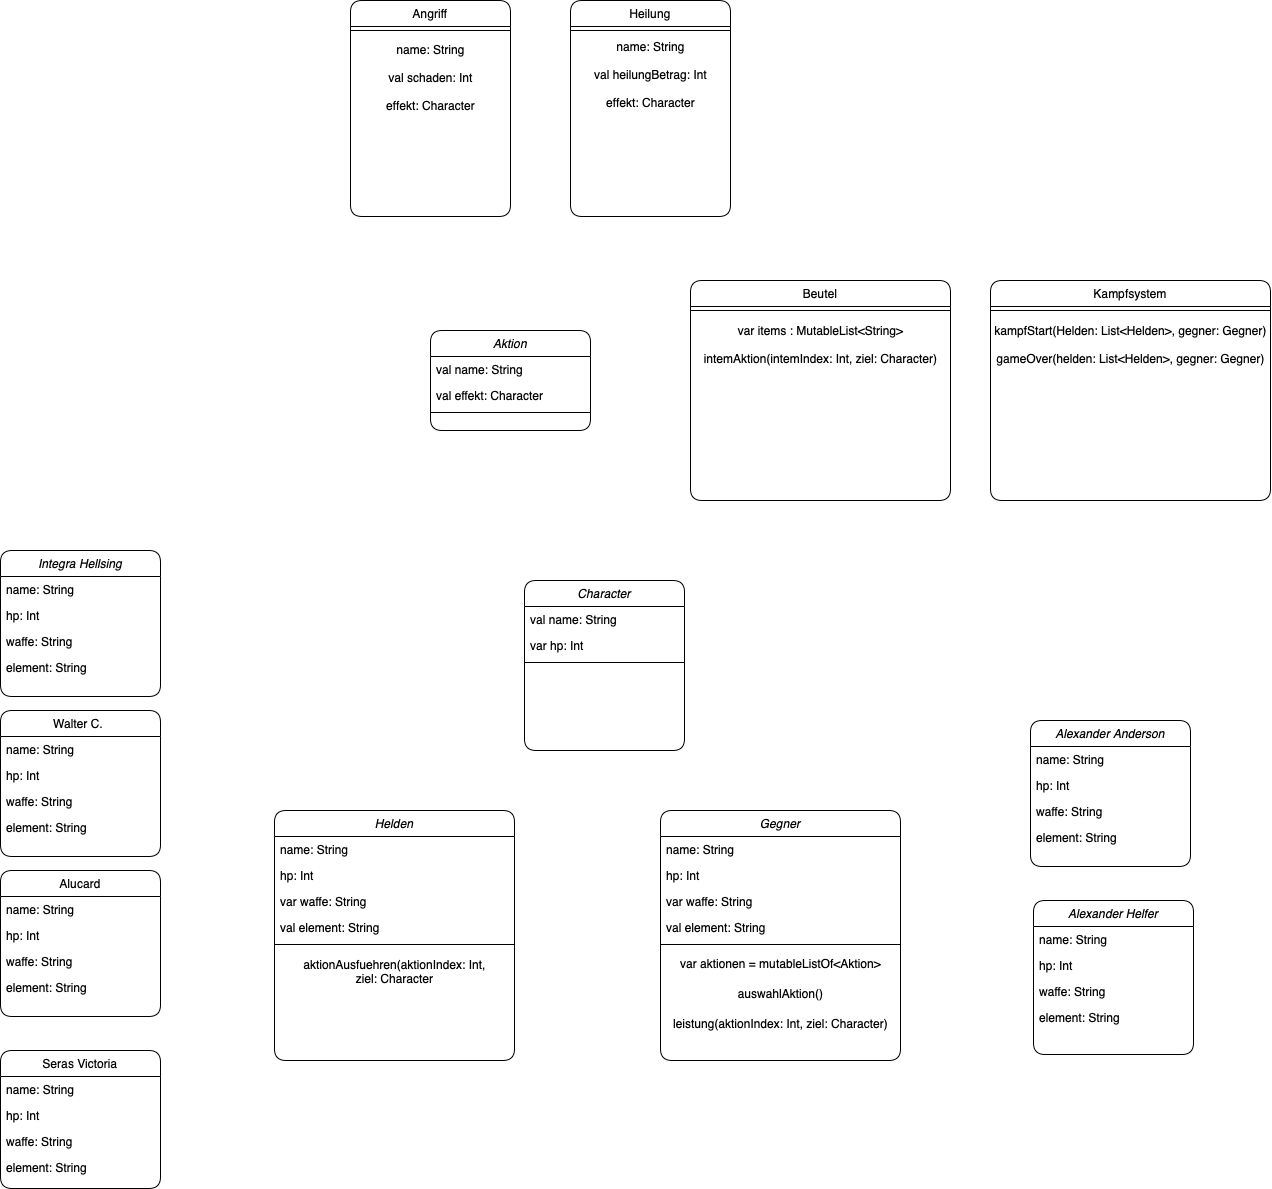 Angriff
name: String
val schaden: Int
effekt: Character
Heilung
name: String
val heilungBetrag: Int
effekt: Character
Aktion
val name: String
val effekt: Character
Beutel
var items : MutableList<String>
intemAktion(intemIndex: Int, ziel: Character)
Kampfsystem
kampfStart(Helden: List<Helden>, gegner: Gegner)
gameOver(helden: List<Helden>, gegner: Gegner)
Integra Hellsing
name: String
hp: Int
waffe: String
element: String
Character
val name: String
var hp: Int
Walter C.
name: String
hp: Int
waffe: String
element: String
Alexander Anderson
name: String
hp: Int
waffe: String
element: String
Helden
name: String
hp: Int
var waffe: String
val element: String
aktionAusfuehren(aktionIndex: Int,
ziel: Character
Gegner
name: String
hp: Int
var waffe: String
val element: String
var aktionen = mutableListOf<Aktion>
auswahlAktion()
leistung(aktionIndex: Int, ziel: Character)
Alucard
name: String
hp: Int
waffe: String
element: String
Alexander Helfer
name: String
hp: Int
waffe: String
element: String
Seras Victoria
name: String
hp: Int
waffe: String
element: String